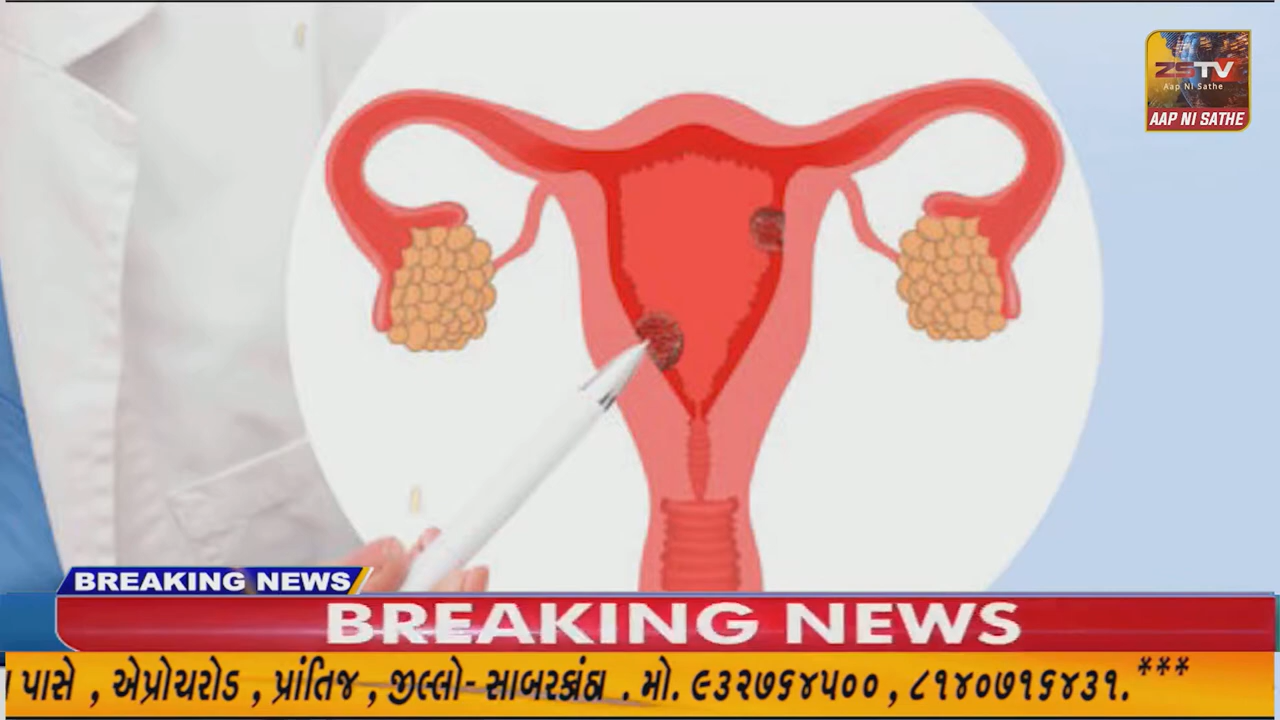 ZSTV
Aap Ni Sathe
AAP NI SATHE
BREAKING NEWS
BREAKING NEWS
પાસે , એપ્રોચરોડ , પ્રાંતિજ , જીલ્લો- સાબરકાંઠા . મો. ૯૩૨૭૬૪૫૦૦ , ૮૧૪૦૭૧૬૪૩૧. ***